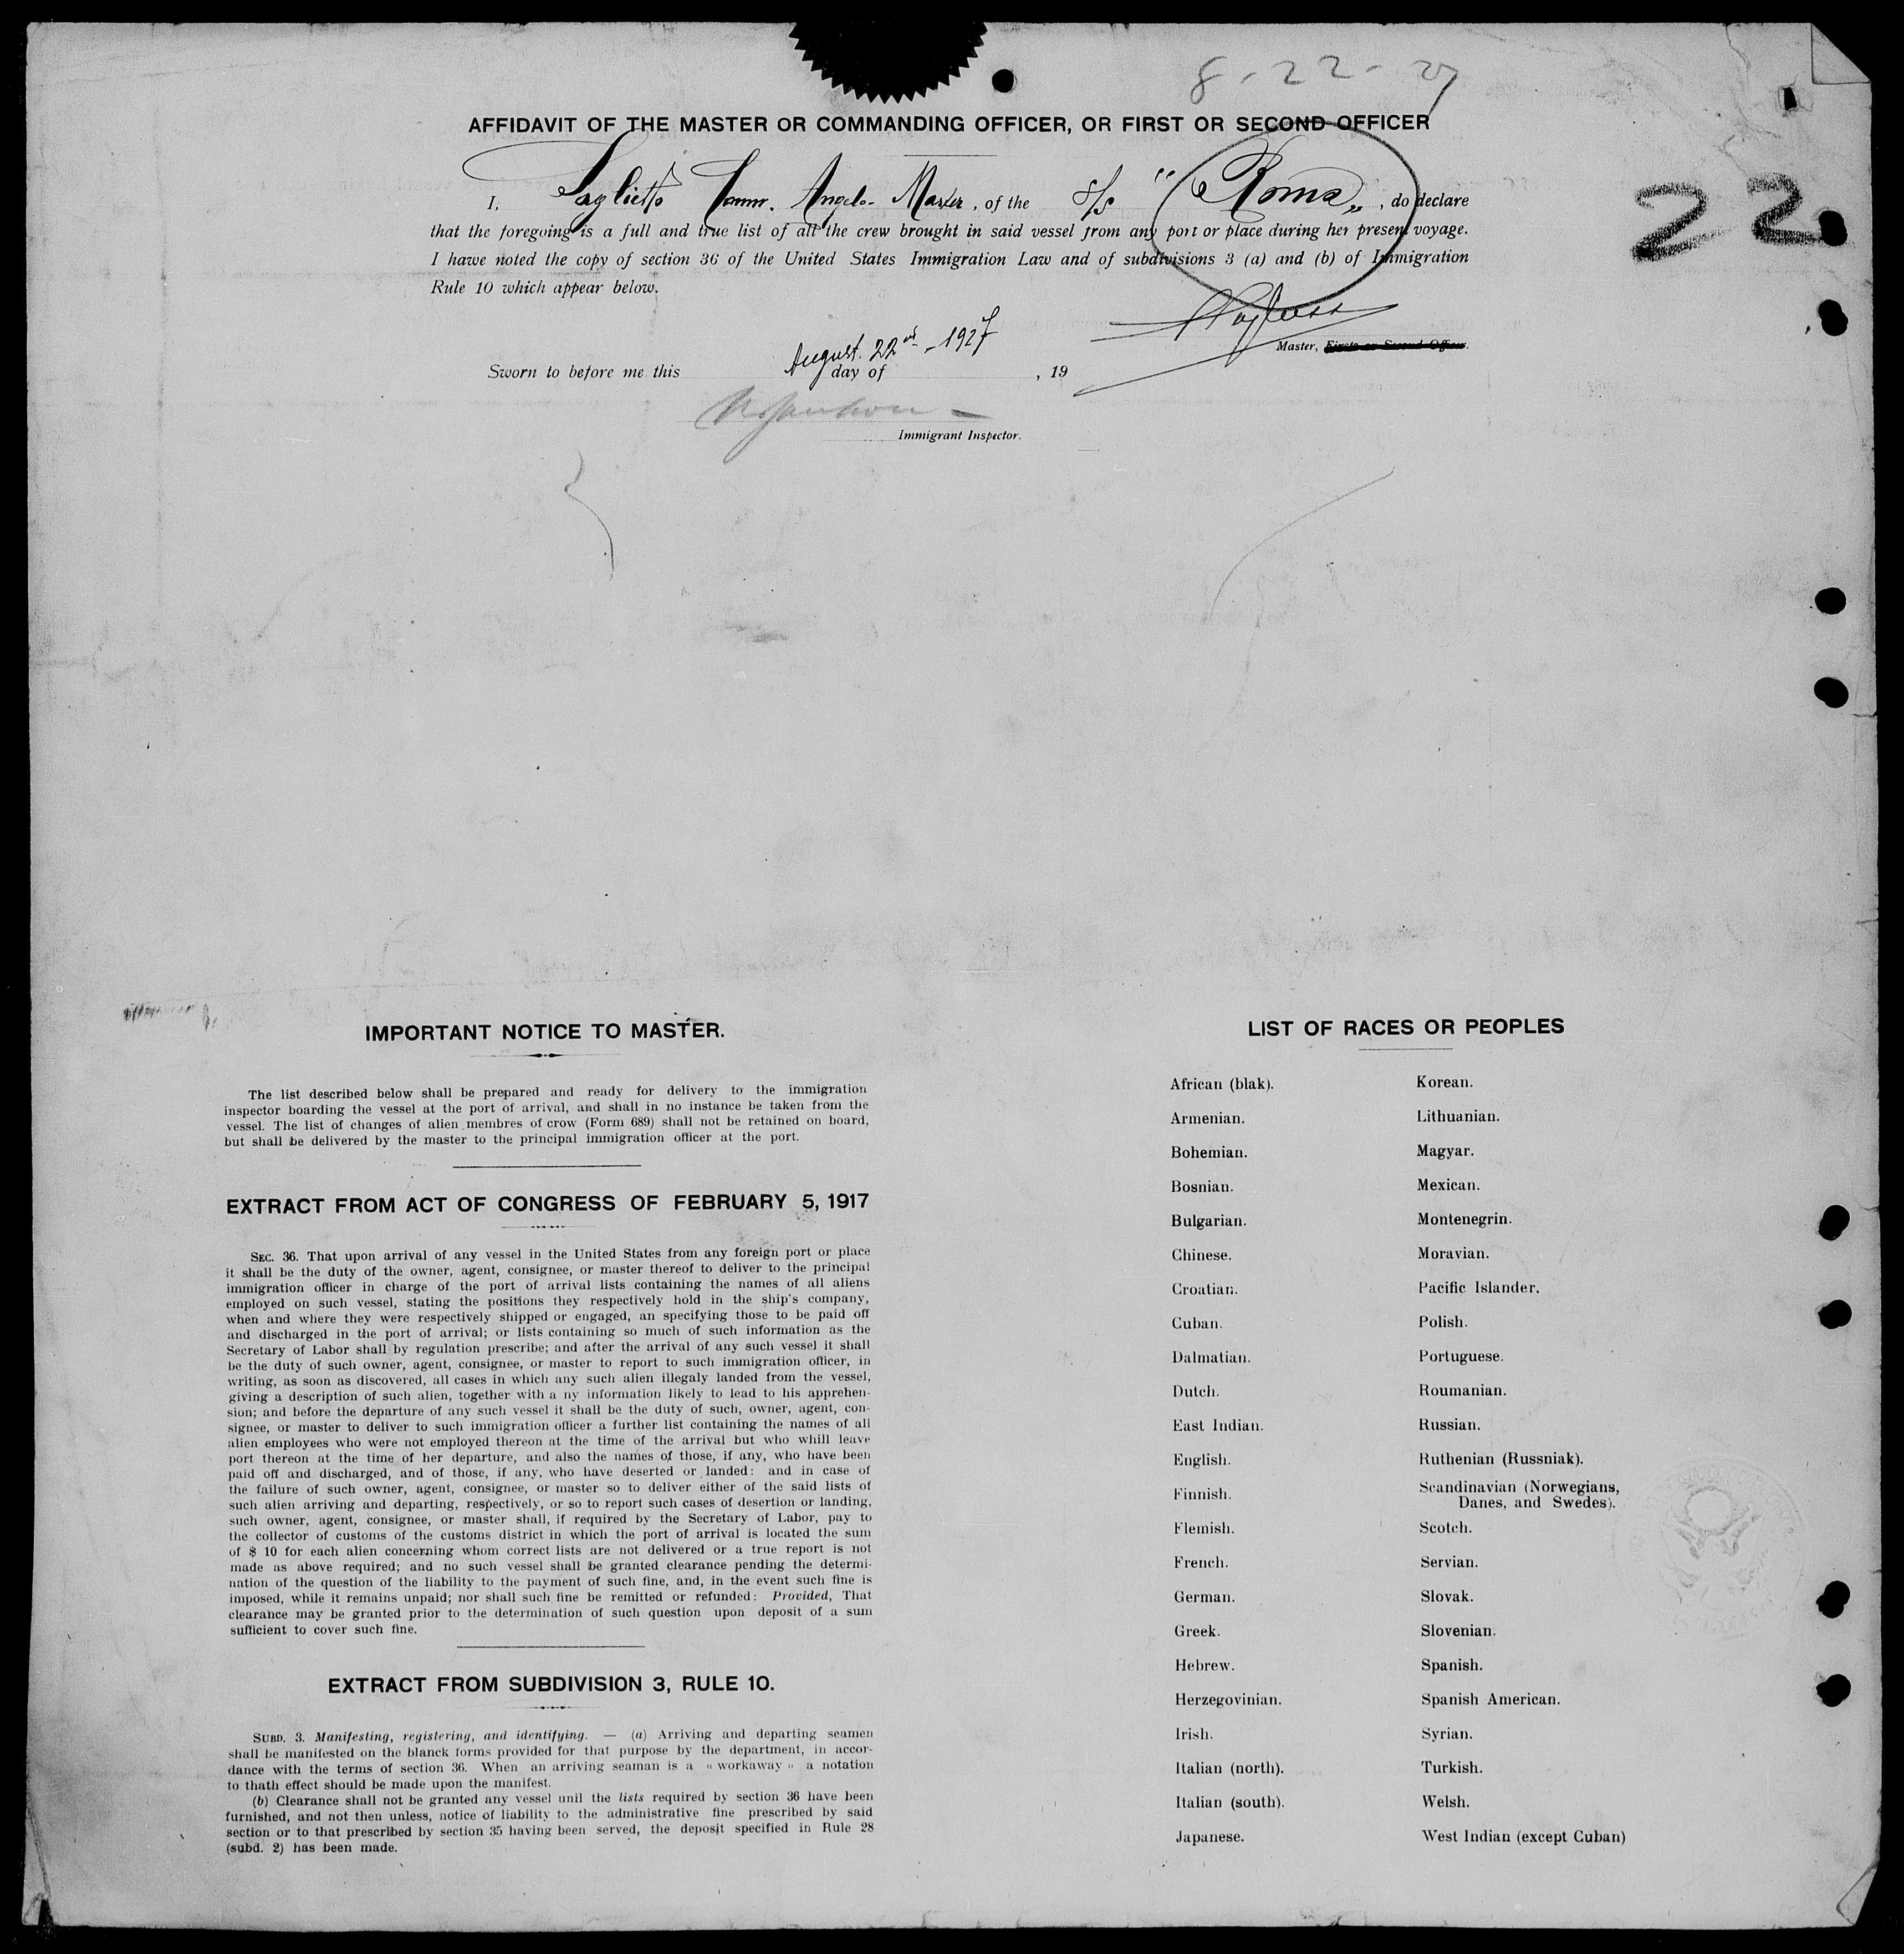 8-22-27
AFFIDAVIT OF THE MASTER OR COMMANDING OFFICER, OR FIRST OR SECOND OFFICER
I, Angelo - Master, of the S/S "Roma„, do declare
22
that the foregoing is a full and true list of all the crew brought in said vessel from any port or place during her present voyage.
I hawe noted the copy of section 36 of the United States Immigration Law and of subdivisions 3 (a) and (b) of Immigration
Rule 10 which appear below.
Master, Firste or Second Officer.
August. 22nd - 1927
Sworn to before me this day of , 19
Immigrant Inspector.
IMPORTANT NOTICE TO MASTER.
The list described below shall be prepared and ready for delivery to the immigration
inspector boarding the vessel at the port of arrival, and shall in no instance be taken from the
vessel. The list of changes of alien membres of crow (Form 689) shall not be retained on board,
but shall be delivered by the master to the principal immigration officer at the port.
EXTRACT FROM ACT OF CONGRESS OF FEBRUARY 5, 1917
SEC. 36. That upon arrival of any vessel in the United States from any foreign port or place
it shall be the duty of the owner, agent, consignee, or master thereof to deliver to the principal
immigration officer in charge of the port of arrival lists containing the names of all aliens
employed on such vessel, stating the positions they respectively hold in the ship's company,
when and where they were respectively shipped or engaged, an specifying those to be paid off
and discharged in the port of arrival; or lists containing so much of such information as the
Secretary of Labor shall by regulation prescribe; and after the arrival of any such vessel it shall
be the duty of such owner, agent, consignee, or master to report to such immigration officer, in
writing, as soon as discovered, all cases in which any such alien illegaly landed from the vessel,
giving a description of such alien, together with a ny information likely to lead to his apprehen-
sion; and before the departure of any such vessel it shall be the duty of such, owner, agent, con-
signee, or master to deliver to such immigration officer a further list containing the names of all
alien employees who were not employed thereon at the time of the arrival but who whill leave
port thereon at the time of her departure, and also the names of those, if any, who have been
paid off and discharged, and of those, if any, who have deserted or landed: and in case of
the failure of such owner, agent, consignee, or master so to deliver either of the said lists of
such alien arriving and departing, respectively, or so to report such cases of desertion or landing,
such owner, agent, consignee, or master shall, if required by the Secretary of Labor, pay to
the collector of customs of the customs district in which the port of arrival is located the sum
of $ 10 for each alien concerning whom correct lists are not delivered or a true report is not
made as above required; and no such vessel shall be granted clearance pending the determi-
nation of the question of the liability to the payment of such fine, and, in the event such fine is
imposed, while it remains unpaid; nor shall such fine be remitted or refunded: Provided, That
clearance may be granted prior to the determination of such question upon deposit of a sum
sufficient to cover such fine.
EXTRACT FROM SUBDIVISION 3, RULE 10.
SUBD. 3. Manifesting, registering, and identifying. — (a) Arriving and departing seamen
shall be manifested on the blanck forms provided for that purpose by the department, in accor-
dance with the terms of section 36. When an arriving seaman is a « workaway » a notation
to thath effect should be made upon the manifest.
(b) Clearance shall not be granted any vessel unil the lists required by section 36 have been
furnished, and not then unless, notice of liability to the administrative fine prescribed by said
section or to that prescribed by section 35 having been served, the deposit specified in Rule 28
(subd. 2) has been made.
LIST OF RACES OR PEOPLES
African (blak).
Armenian.
Bohemian.
Bosnian.
Bulgarian.
Chinese.
Croatian.
Cuban.
Dalmatian.
Dutch.
East Indian.
English.
Finnish.
Flemish.
French.
German.
Greek.
Hebrew.
Herzegovinian.
Irish.
Italian (north).
Italian (south).
Japanese.
Korean.
Lithuanian.
Magyar.
Mexican.
Montenegrin.
Moravian.
Pacific Islander.
Polish.
Portuguese.
Roumanian.
Russian.
Ruthenian (Russniak).
Scandinavian (Norwegians,
Danes, and Swedes).
Scotch.
Servian.
Slovak.
Slovenian.
Spanish.
Spanish American.
Syrian.
Turkish.
Welsh.
West Indian (except Cuban)